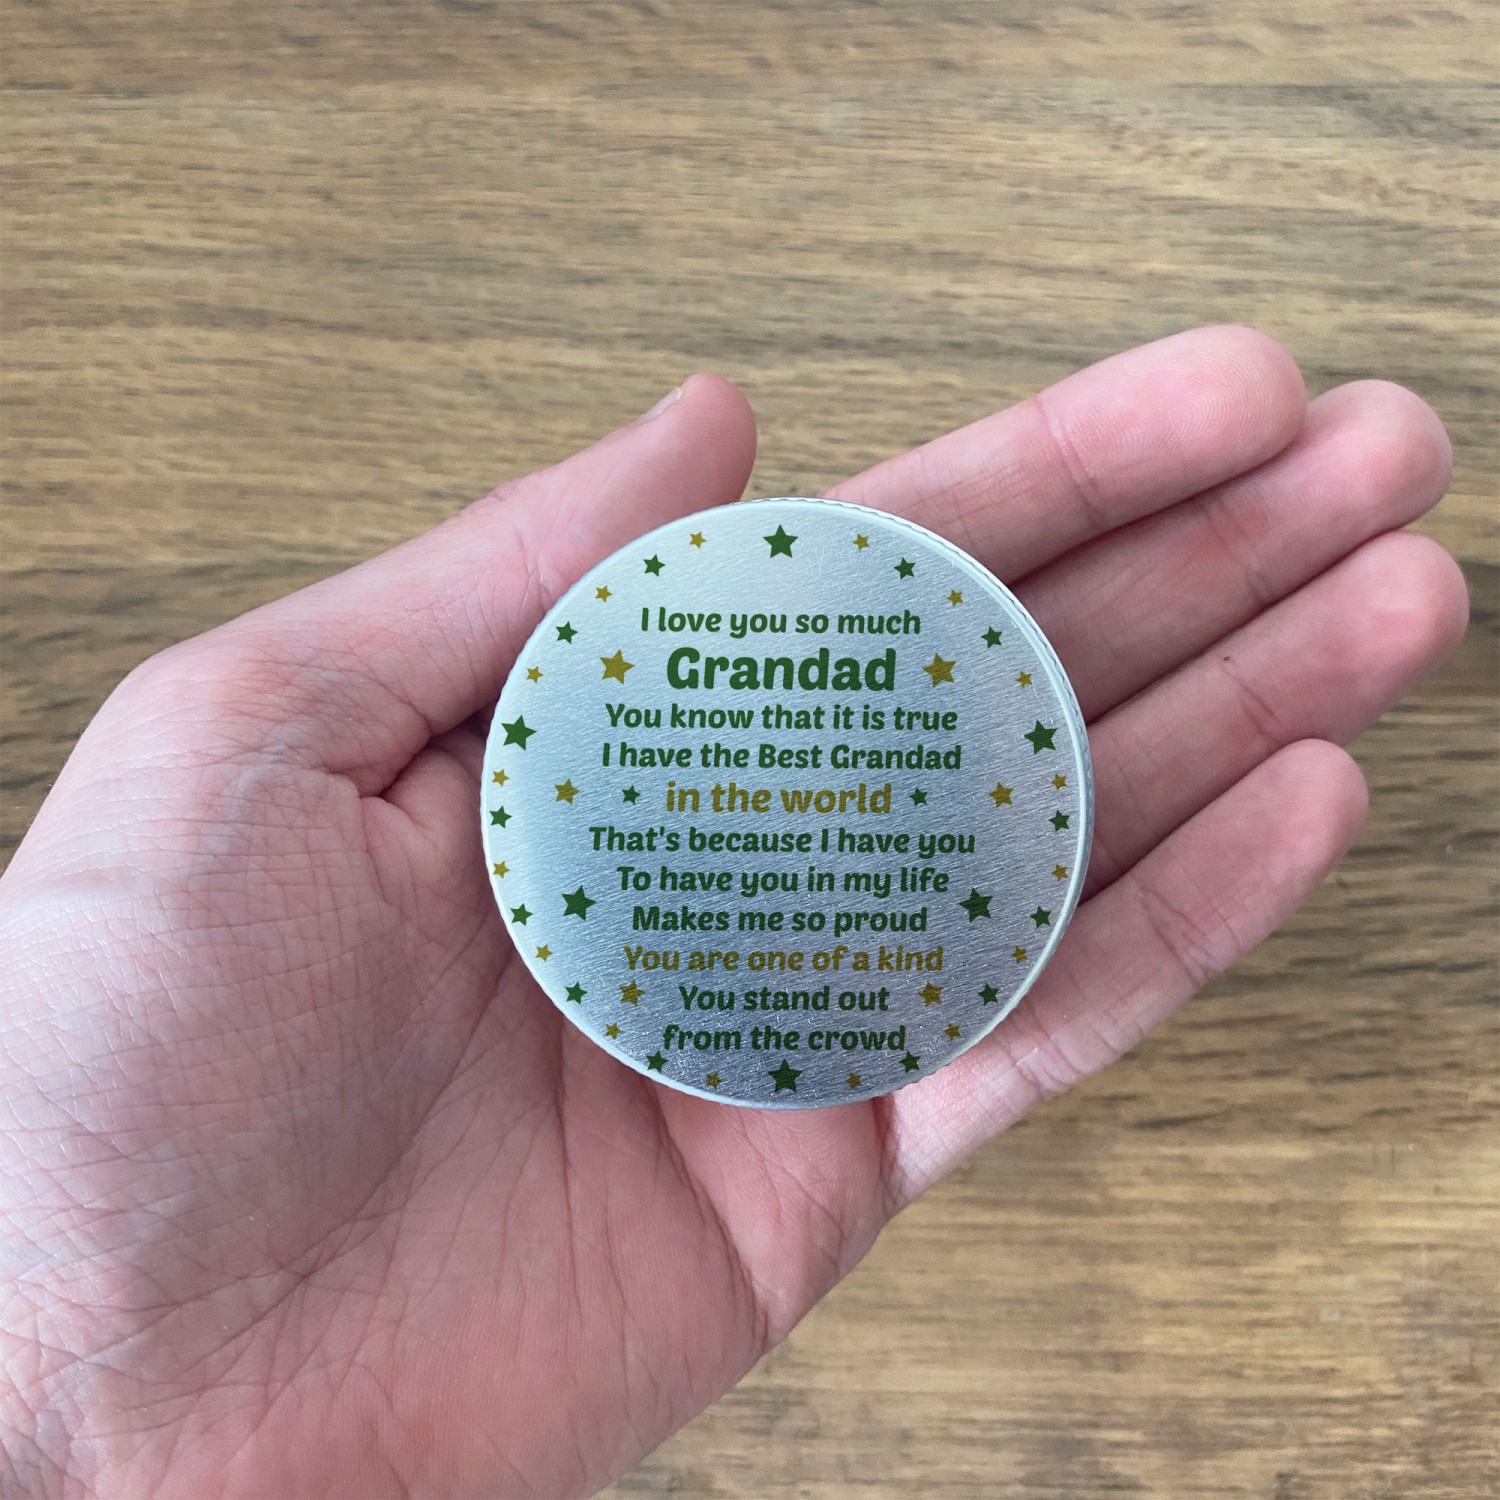 I love you so much
Grandad
You know that it is true
I have the Best Grandad
in the world
That's because I have you
To have you in my life
Makes me so proud
You are one of a kind
You stand out
from the crowd